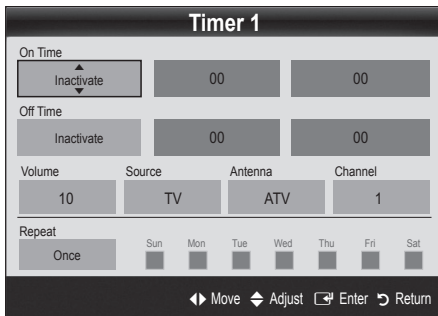 Timer 1
On Time
Inactivate 00 00
Off Time
Inactivate 00 00
Volume Source Antenna Channel
10 TV ATV 1
Repeat
Once Sun Mon Tue Wed Thu Fri Sat
Move Adjust Enter Return